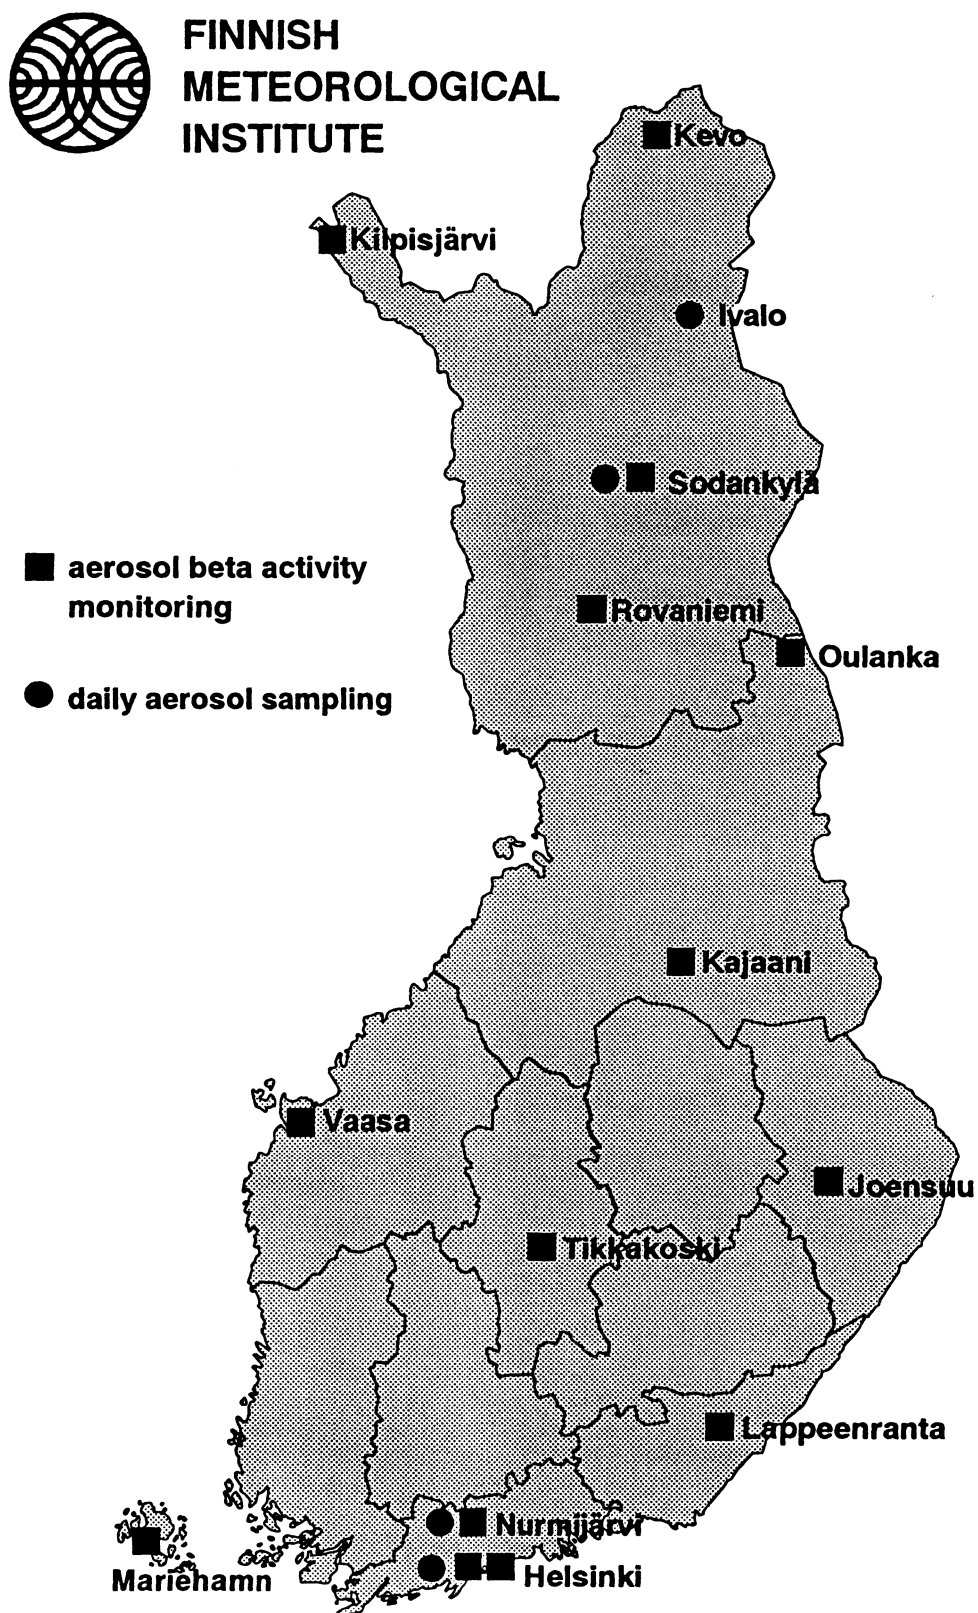 FINNISH
METEOROLOGICAL
INSTITUTE
Kevo
Kilpisjärvi
Ivalo
Sodankylä
aerosol beta activity
monitoring
Rovaniemi
Oulanka
daily aerosol sampling
Kajaani
Vaasa
Joensuu
Tikkakoski
Lappeenranta
Nurmijärvi
Mariehamn
Helsinki